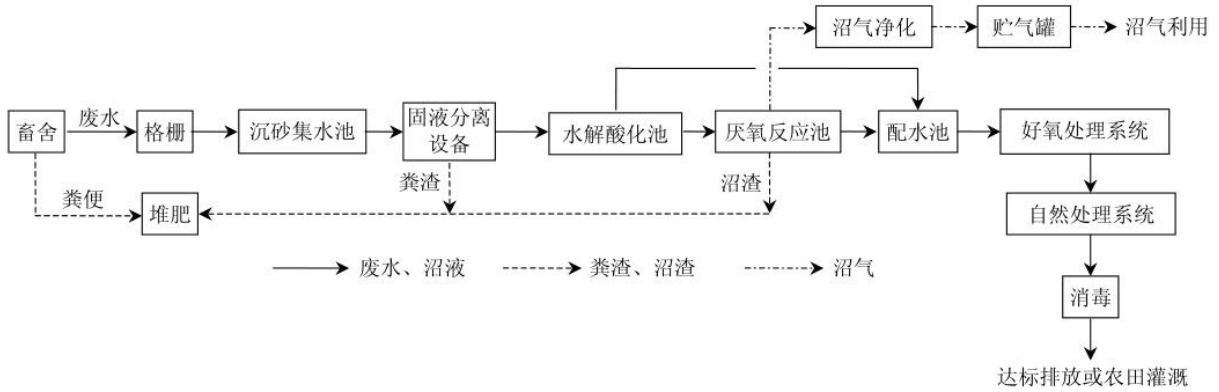 沼气净化
贮气罐
沼气利用
畜舍
废水
格栅
沉砂集水池
固液分离
设备
水解酸化池
厌氧反应池
配水池
好氧处理系统
粪便
堆肥
粪渣
沼渣
自然处理系统
废水、沼液
粪渣、沼渣
沼气
消毒
达标排放或农田灌溉